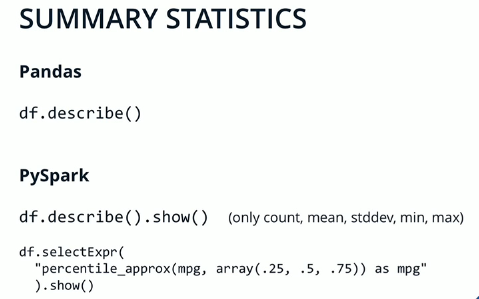 SUMMARY STATISTICS
Pandas
df.describe()
PySpark
df.describe().show() (only count, mean, stddev, min, max)
df.selectExpr(
"percentile_approx(mpg, array(.25, .5, .75)) as mpg"
).show()